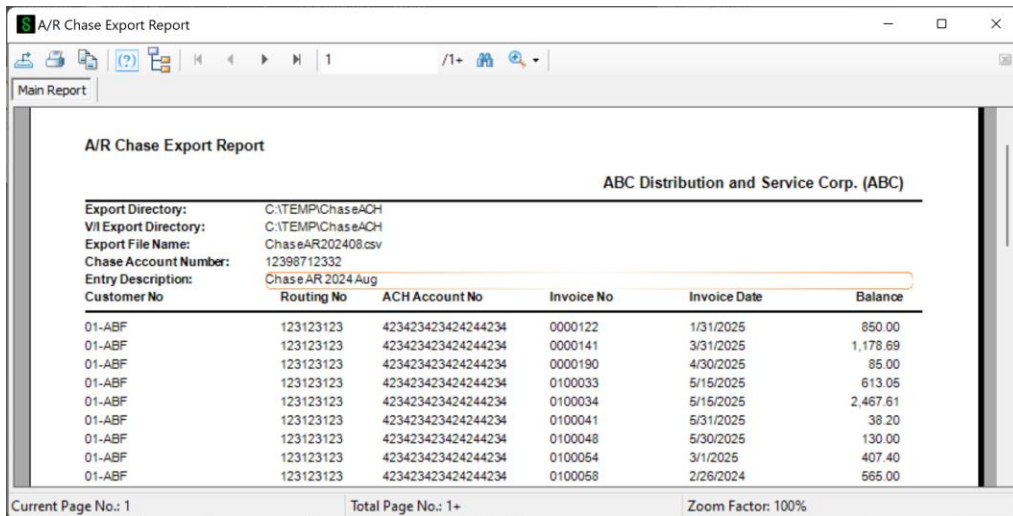 A/R Chase Export Report
1 /1+
Main Report
A/R Chase Export Report
ABC Distribution and Service Corp. (ABC)
Export Directory: C:\TEMP\ChaseACH
V/I Export Directory: C:\TEMP\ChaseACH
Export File Name: ChaseAR202408.csv
Chase Account Number: 12398712332
Entry Description: Chase AR 2024 Aug
Customer No Routing No ACH Account No Invoice No Invoice Date Balance
01-ABF 123123123 423423423424244234 0000122 1/31/2025 850.00
01-ABF 123123123 423423423424244234 0000141 3/31/2025 1,178.69
01-ABF 123123123 423423423424244234 0000190 4/30/2025 85.00
01-ABF 123123123 423423423424244234 0100033 5/15/2025 613.05
01-ABF 123123123 423423423424244234 0100034 5/15/2025 2,467.61
01-ABF 123123123 423423423424244234 0100041 5/31/2025 38.20
01-ABF 123123123 423423423424244234 0100048 5/30/2025 130.00
01-ABF 123123123 423423423424244234 0100054 3/1/2025 407.40
01-ABF 123123123 423423423424244234 0100058 2/26/2024 565.00
Current Page No.: 1 Total Page No.: 1+ Zoom Factor: 100%